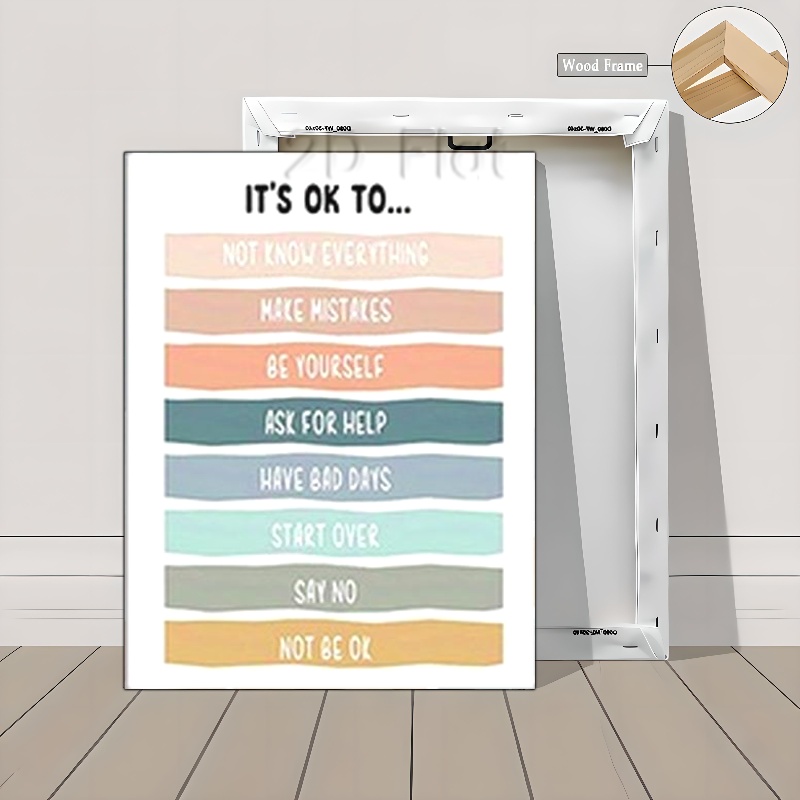 Wood Frame
2D Flot
IT'S OK TO...
NOT KNOW EVERYTHING
MAKE MISTAKES
BE YOURSELF
ASK FOR HELP
HAVE BAD DAYS
START OVER
SAY NO
NOT BE OK